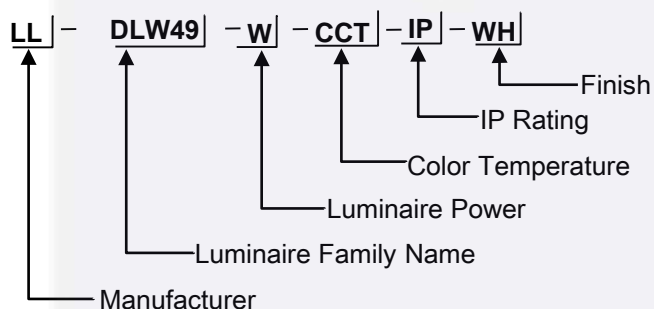 LL - DLW49 - W - CCT - IP - WH
Finish
IP Rating
Color Temperature
Luminaire Power
Luminaire Family Name
Manufacturer